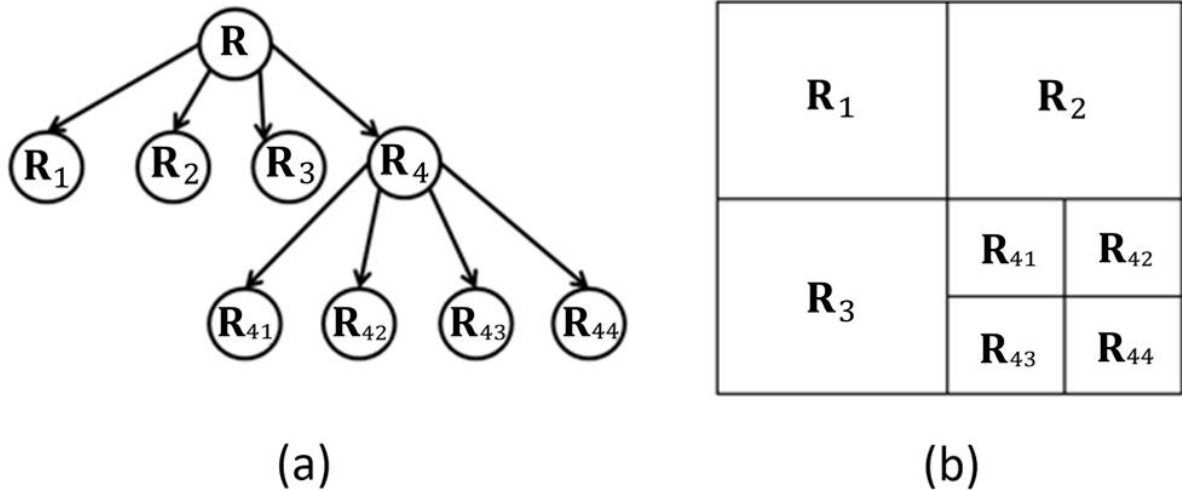 R
R₁ R₂ R₃ R₄
R₄₁ R₄₂ R₄₃ R₄₄
(a)
R₁ R₂
R₃
R₄₁ R₄₂
R₄₃ R₄₄
(b)